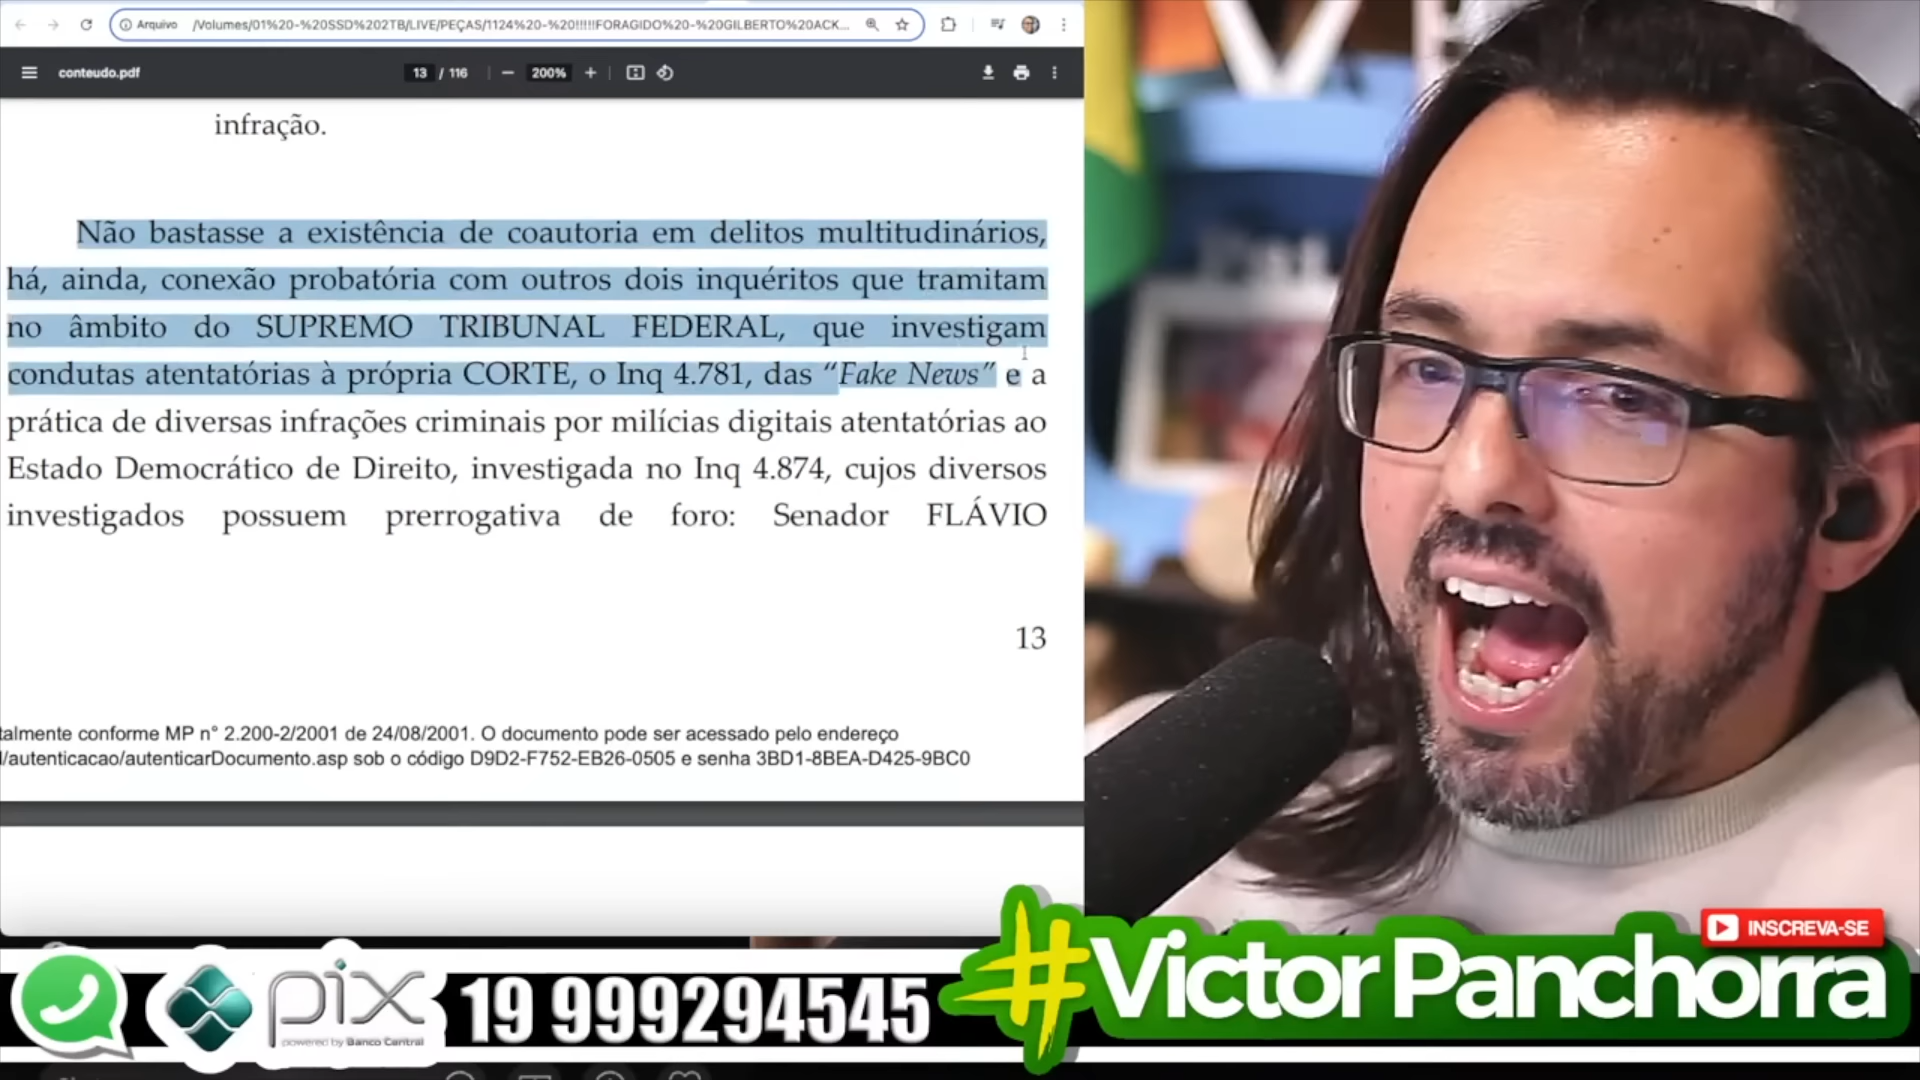 Arquivo /Volumes/01%20-%20SSD%202TB/LIVE/PEÇAS/1124%20-%20!!!!!FORAGIDO%20-%20GILBERTO%20ACK...
conteudo.pdf 13 / 116 200%
infração.
Não bastasse a existência de coautoria em delitos multitudinários,
há, ainda, conexão probatória com outros dois inquéritos que tramitam
no âmbito do SUPREMO TRIBUNAL FEDERAL, que investigam
condutas atentatórias à própria CORTE, o Inq 4.781, das “Fake News” e a
prática de diversas infrações criminais por milícias digitais atentatórias ao
Estado Democrático de Direito, investigada no Inq 4.874, cujos diversos
investigados possuem prerrogativa de foro: Senador FLÁVIO
13
talmente conforme MP n° 2.200-2/2001 de 24/08/2001. O documento pode ser acessado pelo endereço
l/autenticacao/autenticarDocumento.asp sob o código D9D2-F752-EB26-0505 e senha 3BD1-8BEA-D425-9BC0
INSCREVA-SE
pix
powered by Banco Central
19 999294545
#Victor Panchorra